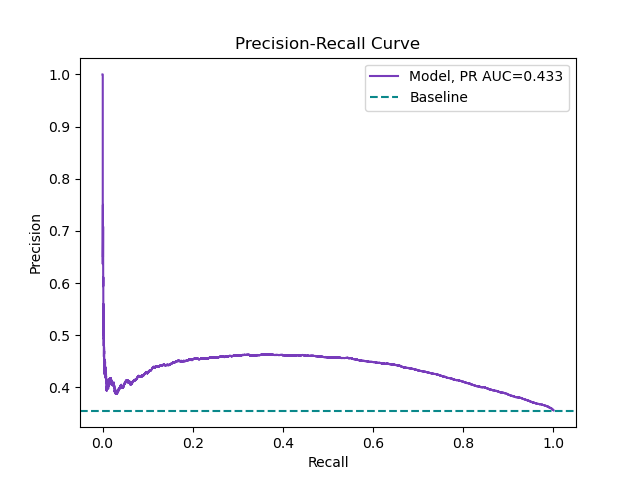 Precision-Recall Curve
Model, PR AUC=0.433
Baseline
Precision
1.0
0.9
0.8
0.7
0.6
0.5
0.4
0.0 0.2 0.4 0.6 0.8 1.0
Recall